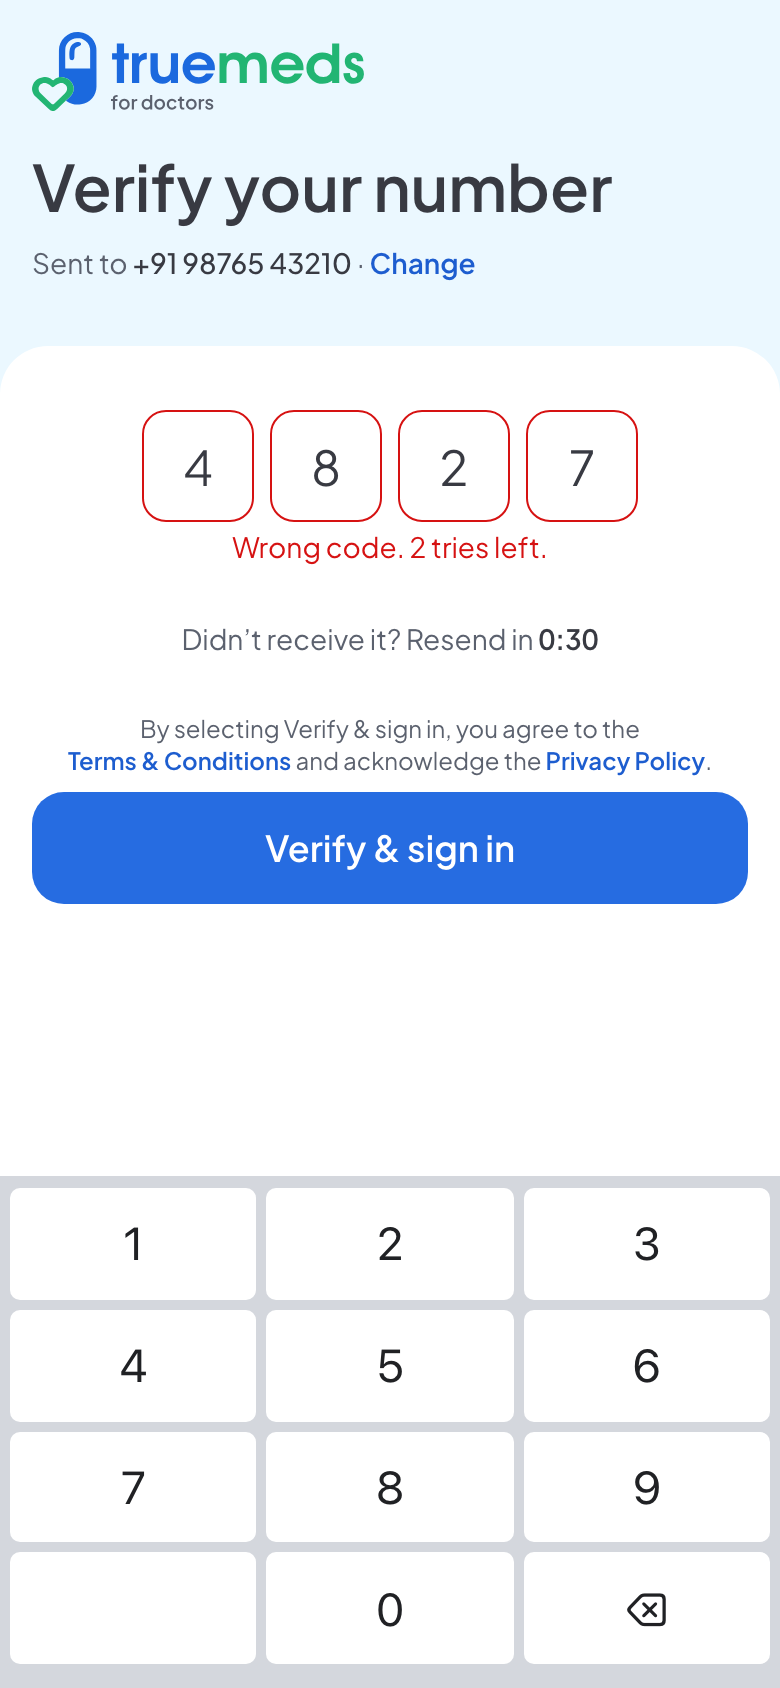 truemeds
for doctors
Verify your number
Sent to +91 98765 43210 · Change
4 8 2 7
Wrong code. 2 tries left.
Didn’t receive it? Resend in 0:30
By selecting Verify & sign in, you agree to the
Terms & Conditions and acknowledge the Privacy Policy.
Verify & sign in
1 2 3
4 5 6
7 8 9
0